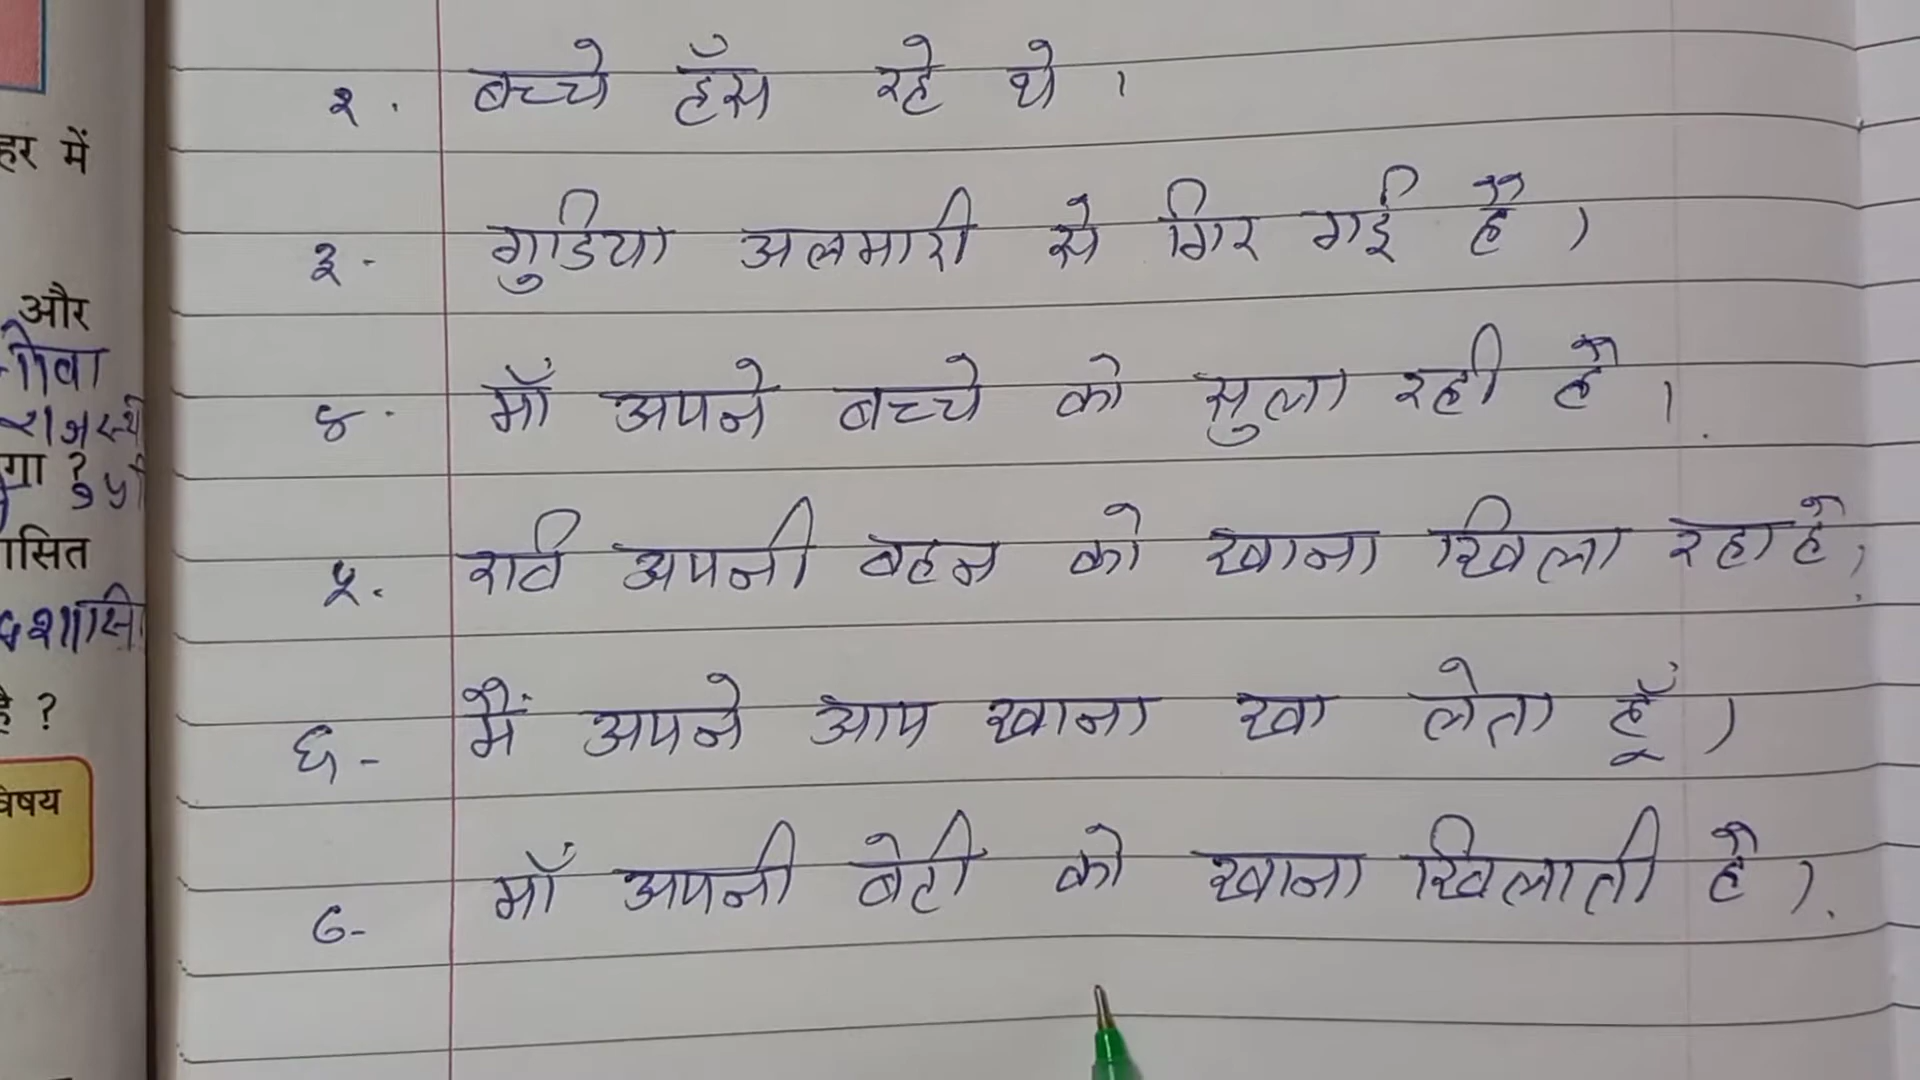 हर में
और
गा ?
सित
है ?
विषय
२. बच्चे हँस रहे थे ।
३- गुडिया अलमारी से गिर गई है ।
४- माँ अपने बच्चे को सुला रही है ।
५. रवि अपनी बहन को खाना खिला रहा है ।
६- मैं अपने आप खाना खा लेता हूँ ।
७- माँ अपनी बेटी को खाना खिलाती है ।